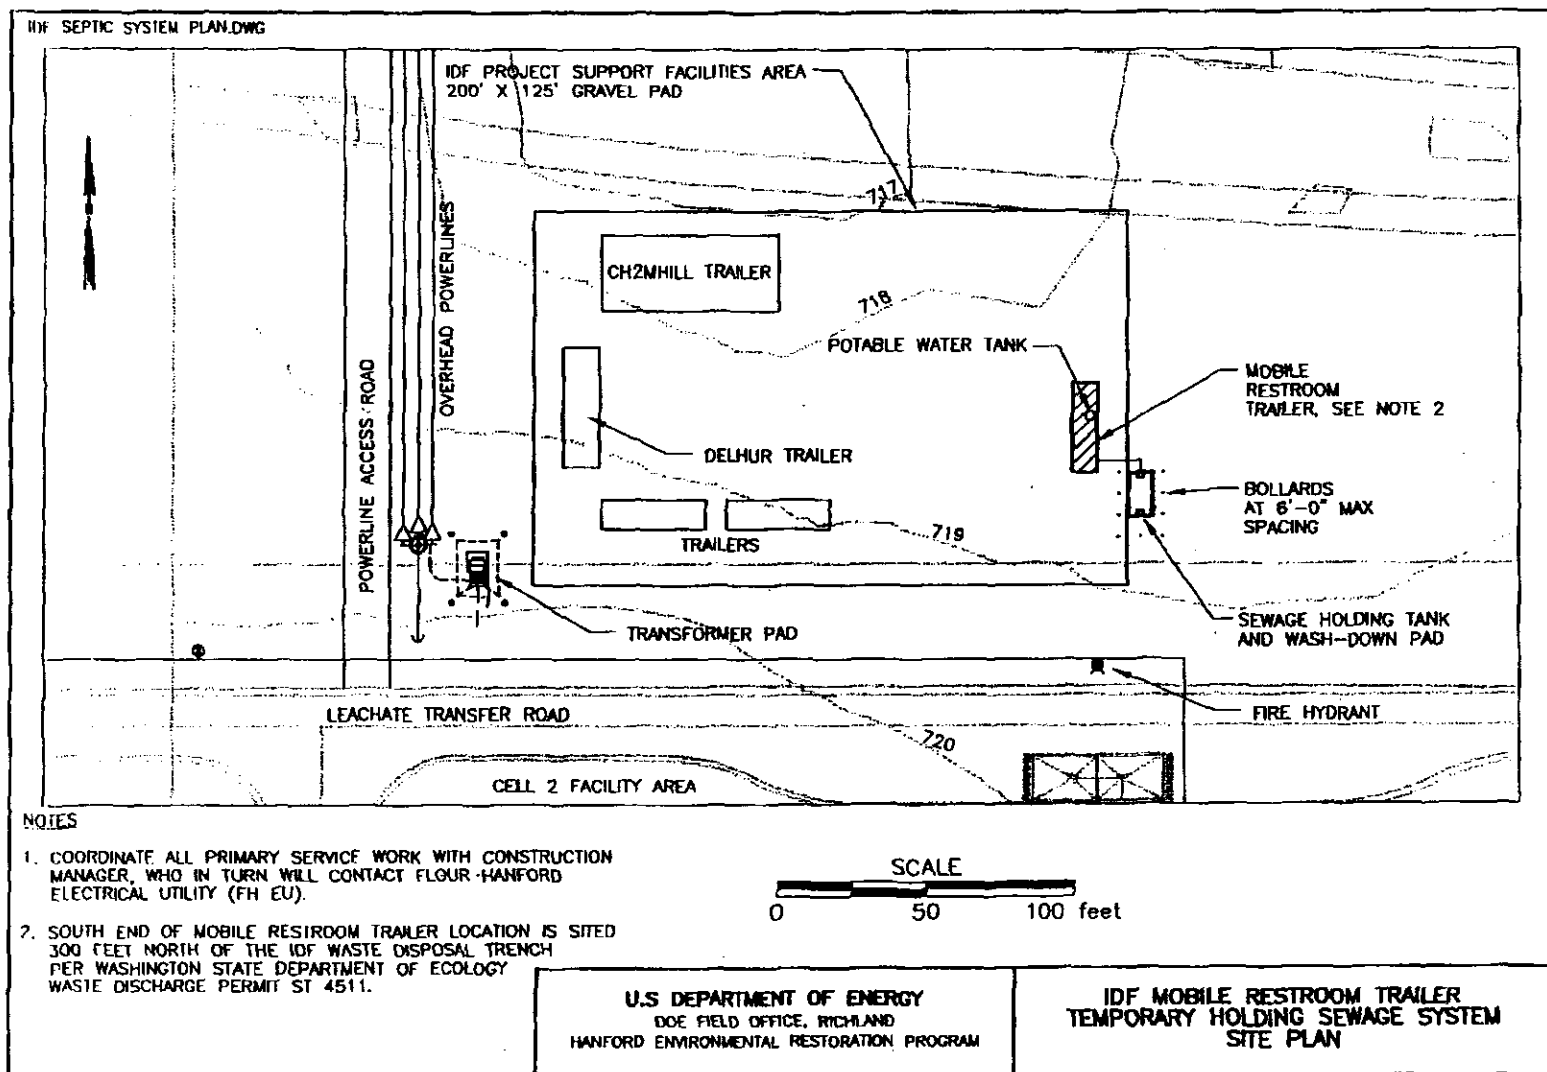 IDF SEPTIC SYSTEM PLAN.DWG
IDF PROJECT SUPPORT FACILITIES AREA
200' X 125' GRAVEL PAD
717
OVERHEAD POWERLINES
CH2MHILL TRAILER
718
POTABLE WATER TANK
POWERLINE ACCESS ROAD
MOBILE
RESTROOM
TRAILER, SEE NOTE 2
DELHUR TRAILER
BOLLARDS
AT 6'-0" MAX
SPACING
719
TRAILERS
SEWAGE HOLDING TANK
AND WASH-DOWN PAD
TRANSFORMER PAD
LEACHATE TRANSFER ROAD
FIRE HYDRANT
720
CELL 2 FACILITY AREA
NOTES
1. COORDINATE ALL PRIMARY SERVICE WORK WITH CONSTRUCTION
MANAGER, WHO IN TURN WILL CONTACT FLOUR-HANFORD
ELECTRICAL UTILITY (FH EU).
2. SOUTH END OF MOBILE RESTROOM TRAILER LOCATION IS SITED
300 FEET NORTH OF THE IDF WASTE DISPOSAL TRENCH
PER WASHINGTON STATE DEPARTMENT OF ECOLOGY
WASTE DISCHARGE PERMIT ST 4511.
SCALE
0 50 100 feet
U.S DEPARTMENT OF ENERGY
DOE FIELD OFFICE, RICHLAND
HANFORD ENVIRONMENTAL RESTORATION PROGRAM
IDF MOBILE RESTROOM TRAILER
TEMPORARY HOLDING SEWAGE SYSTEM
SITE PLAN